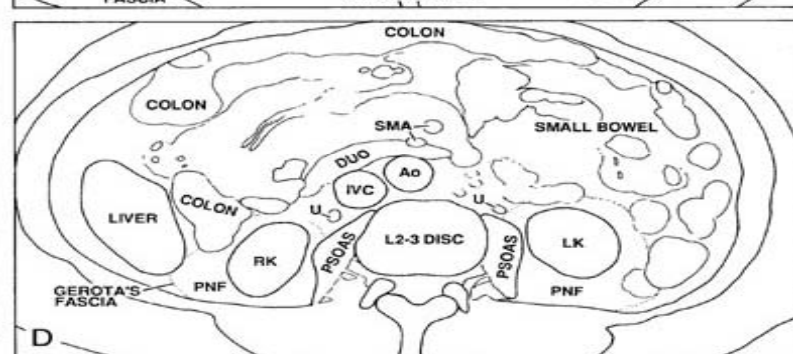 FASCIA
COLON
COLON
SMA
SMALL BOWEL
DUO
Ao
IVC
COLON
U
U
LIVER
L2-3 DISC
LK
RK
PSOAS
PSOAS
PNF
PNF
GEROTA'S
FASCIA
D